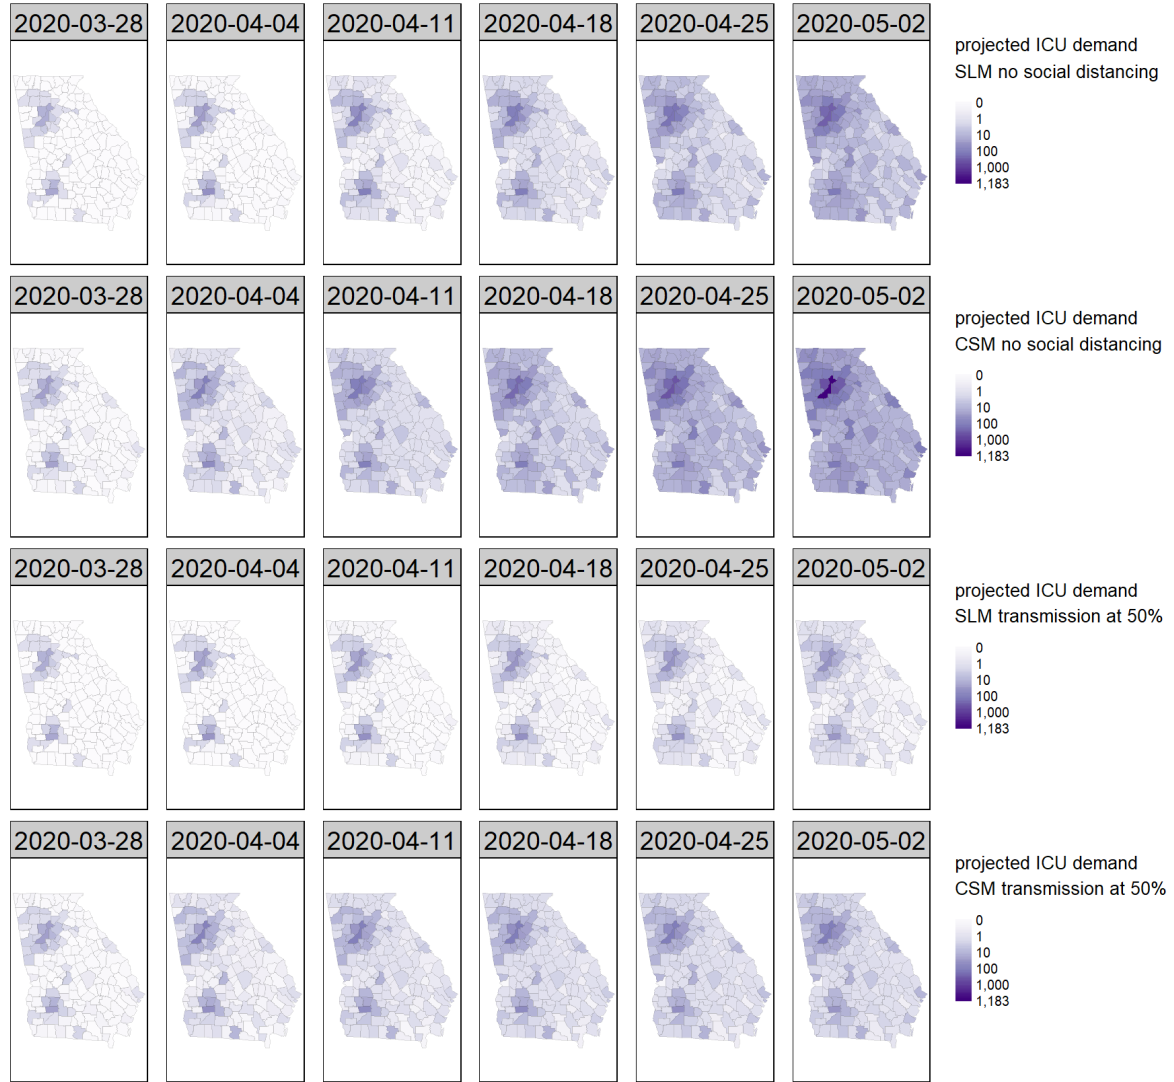 2020-03-28 2020-04-04 2020-04-11 2020-04-18 2020-04-25 2020-05-02
projected ICU demand
SLM no social distancing
0
1
10
100
1,000
1,183
2020-03-28 2020-04-04 2020-04-11 2020-04-18 2020-04-25 2020-05-02
projected ICU demand
CSM no social distancing
0
1
10
100
1,000
1,183
2020-03-28 2020-04-04 2020-04-11 2020-04-18 2020-04-25 2020-05-02
projected ICU demand
SLM transmission at 50%
0
1
10
100
1,000
1,183
2020-03-28 2020-04-04 2020-04-11 2020-04-18 2020-04-25 2020-05-02
projected ICU demand
CSM transmission at 50%
0
1
10
100
1,000
1,183